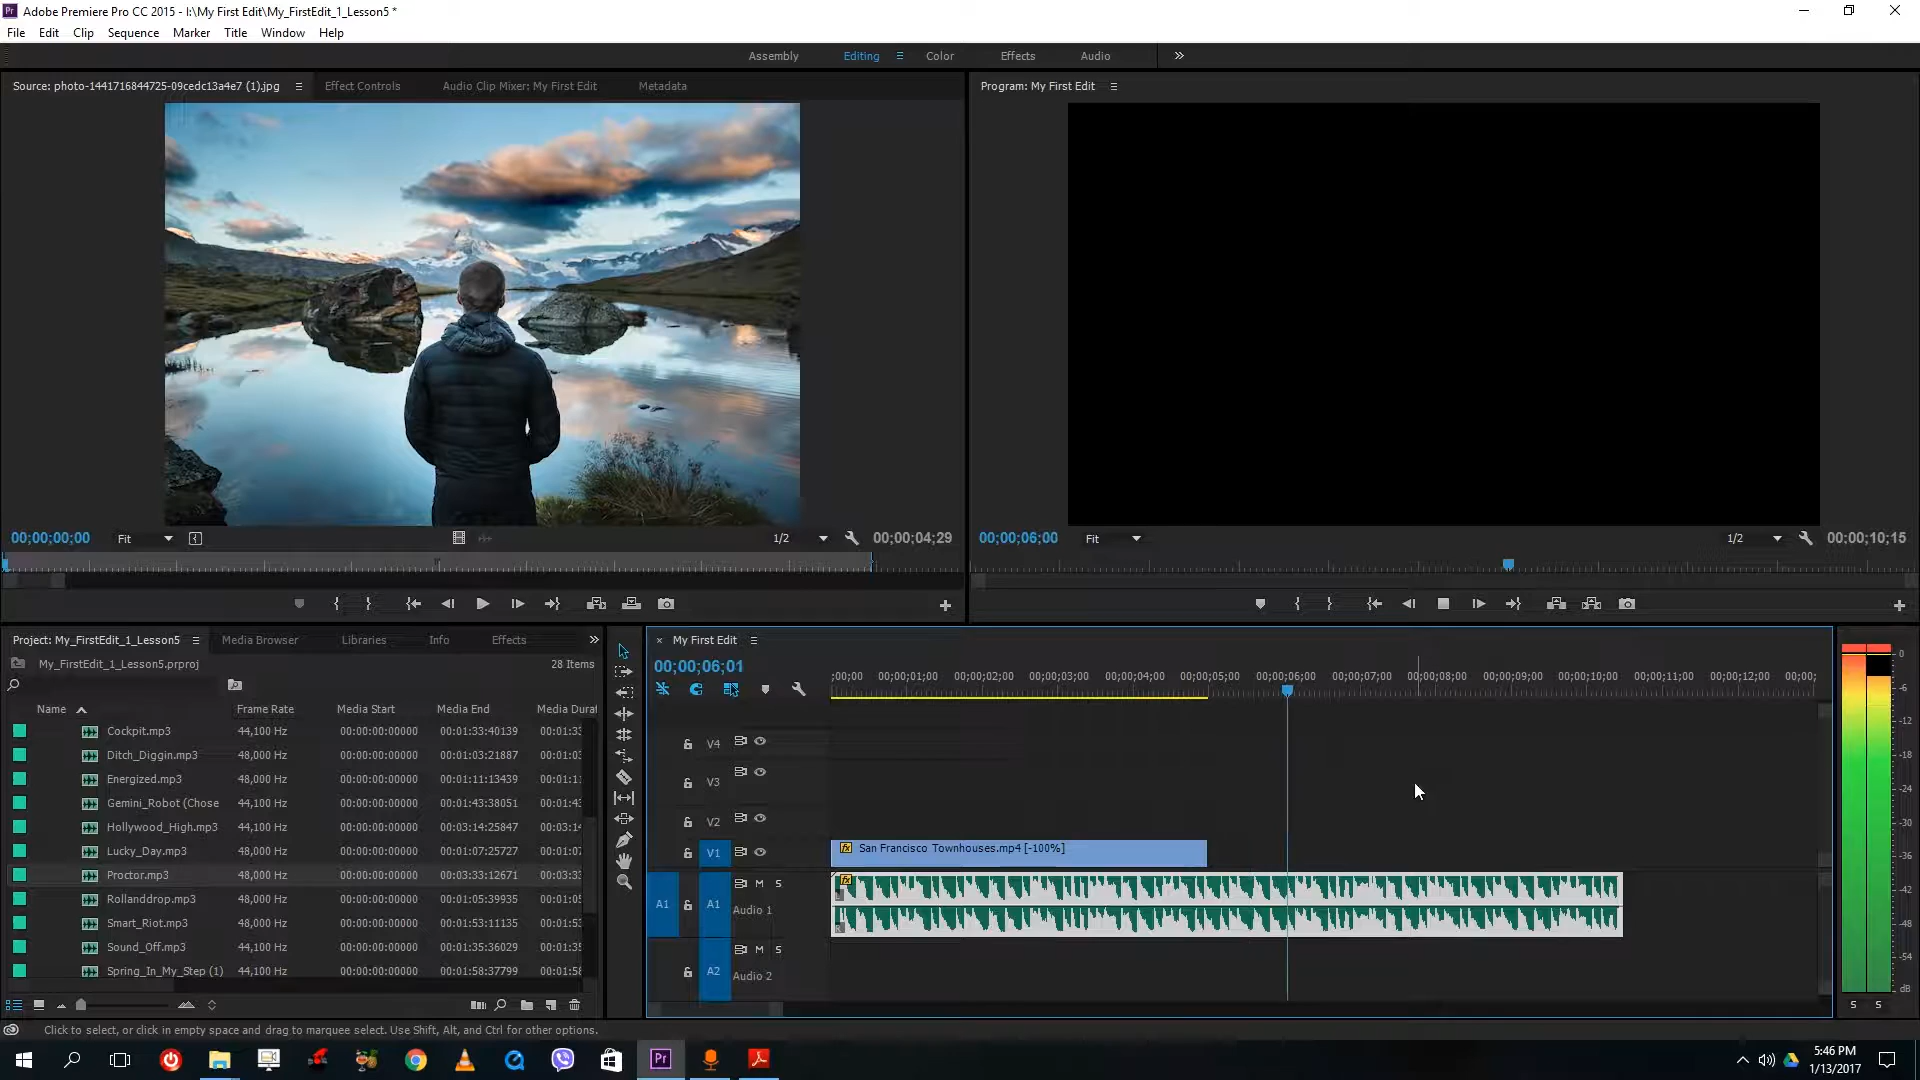 Adobe Premiere Pro CC 2015 - I:\My First Edit\My_FirstEdit_1_Lesson5 *
File Edit Clip Sequence Marker Title Window Help
Assembly Editing Color Effects Audio
Source: photo-1441716844725-09cedc13a4e7 (1).jpg Effect Controls Audio Clip Mixer: My First Edit Metadata
Program: My First Edit
00;00;00;00 Fit 1/2 00;00;04;29
00;00;06;00 Fit 1/2 00;00;10;15
Project: My_FirstEdit_1_Lesson5 Media Browser Libraries Info Effects
My_FirstEdit_1_Lesson5.prproj 28 Items
Name Frame Rate Media Start Media End Media Durat
Cockpit.mp3 44,100 Hz 00:00:00:00000 00:01:33:40139 00:01:33
Ditch_Diggin.mp3 48,000 Hz 00:00:00:00000 00:01:03:21887 00:01:03
Energized.mp3 48,000 Hz 00:00:00:00000 00:01:11:13439 00:01:11
Gemini_Robot (Chose 44,100 Hz 00:00:00:00000 00:01:43:38051 00:01:43
Hollywood_High.mp3 44,100 Hz 00:00:00:00000 00:03:14:25847 00:03:14
Lucky_Day.mp3 48,000 Hz 00:00:00:00000 00:01:07:25727 00:01:07
Proctor.mp3 48,000 Hz 00:00:00:00000 00:03:33:12671 00:03:33
Rollanddrop.mp3 48,000 Hz 00:00:00:00000 00:01:05:39935 00:01:05
Smart_Riot.mp3 48,000 Hz 00:00:00:00000 00:01:53:11135 00:01:53
Sound_Off.mp3 44,100 Hz 00:00:00:00000 00:01:35:36029 00:01:35
Spring_In_My_Step (1) 44,100 Hz 00:00:00:00000 00:01:58:37799 00:01:58
× My First Edit
00;00;06;01
;00;00 00;00;01;00 00;00;02;00 00;00;03;00 00;00;04;00 00;00;05;00 00;00;06;00 00;00;07;00 00;00;08;00 00;00;09;00 00;00;10;00 00;00;11;00 00;00;12;00 00;00;
V4
V3
V2
V1
fx San Francisco Townhouses.mp4 [-100%]
A1 A1 M S
Audio 1
fx
A2 M S
Audio 2
0
-6
-12
-18
-24
-30
-36
-42
-48
-54
dB
S S
Click to select, or click in empty space and drag to marquee select. Use Shift, Alt, and Ctrl for other options.
Pr
5:46 PM
1/13/2017